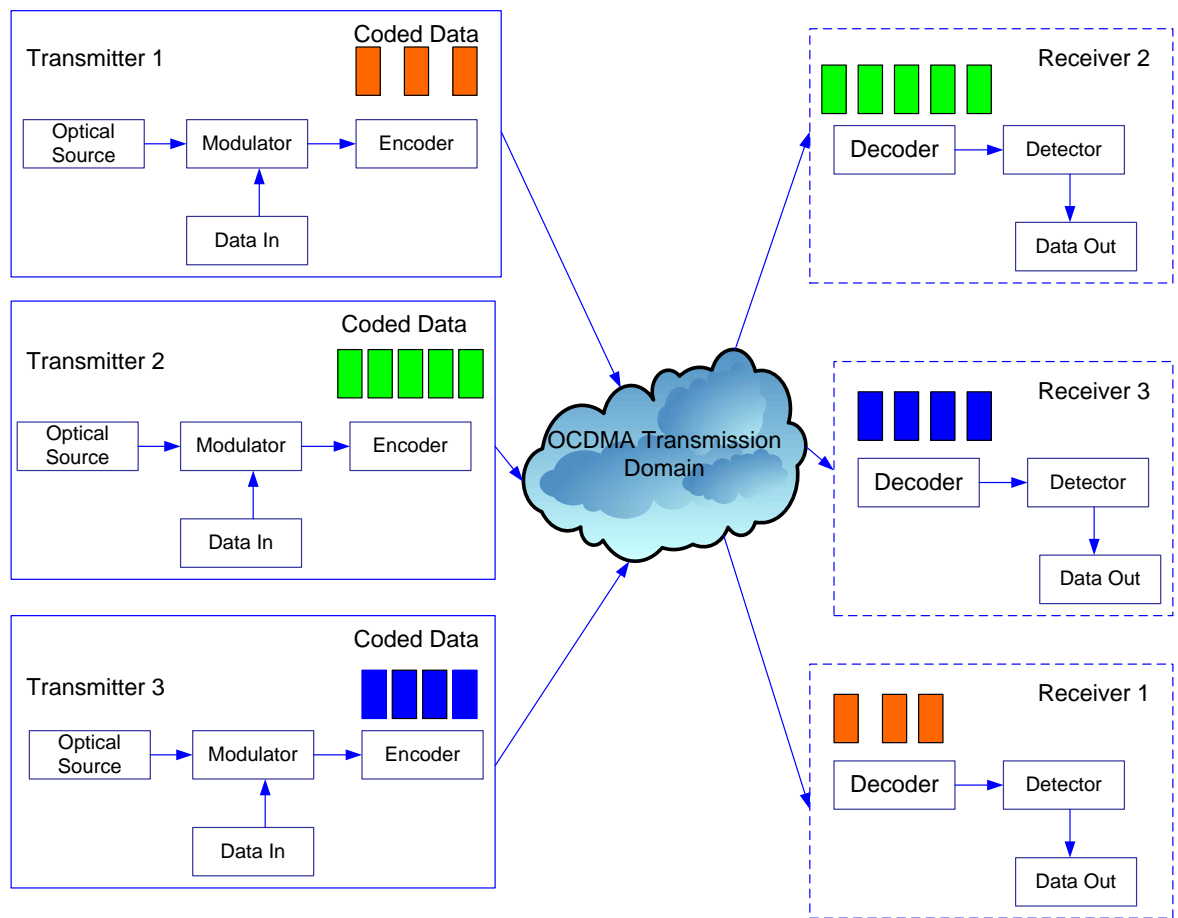 Coded Data
Transmitter 1
Optical
Source
Modulator
Encoder
Data In
Coded Data
Transmitter 2
Optical
Source
Modulator
Encoder
Data In
Coded Data
Transmitter 3
Optical
Source
Modulator
Encoder
Data In
OCDMA Transmission
Domain
Receiver 2
Decoder
Detector
Data Out
Receiver 3
Decoder
Detector
Data Out
Receiver 1
Decoder
Detector
Data Out